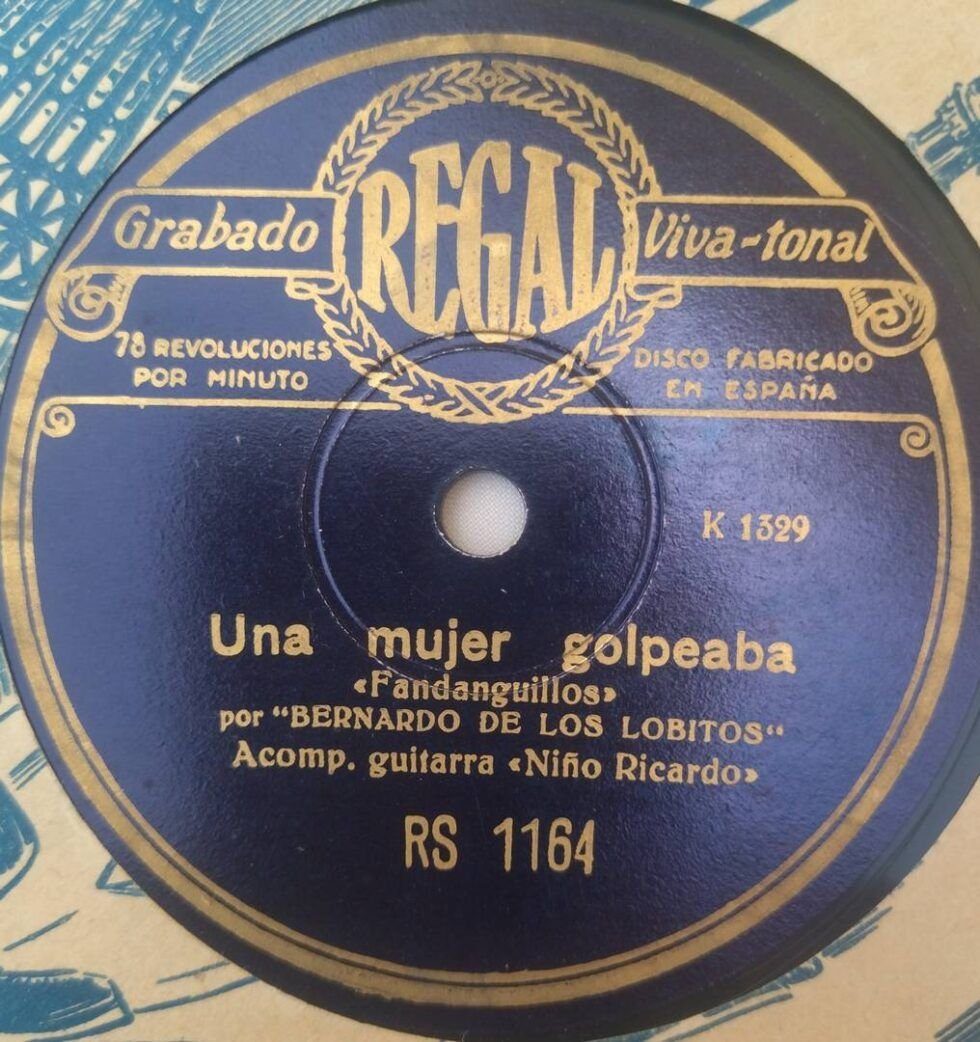 REGAL
Grabado Viva-tonal
78 REVOLUCIONES
POR MINUTO
DISCO FABRICADO
EN ESPAÑA
K 1329
Una mujer golpeaba
«Fandanguillos»
por "BERNARDO DE LOS LOBITOS"
Acomp. guitarra «Niño Ricardo»
RS 1164